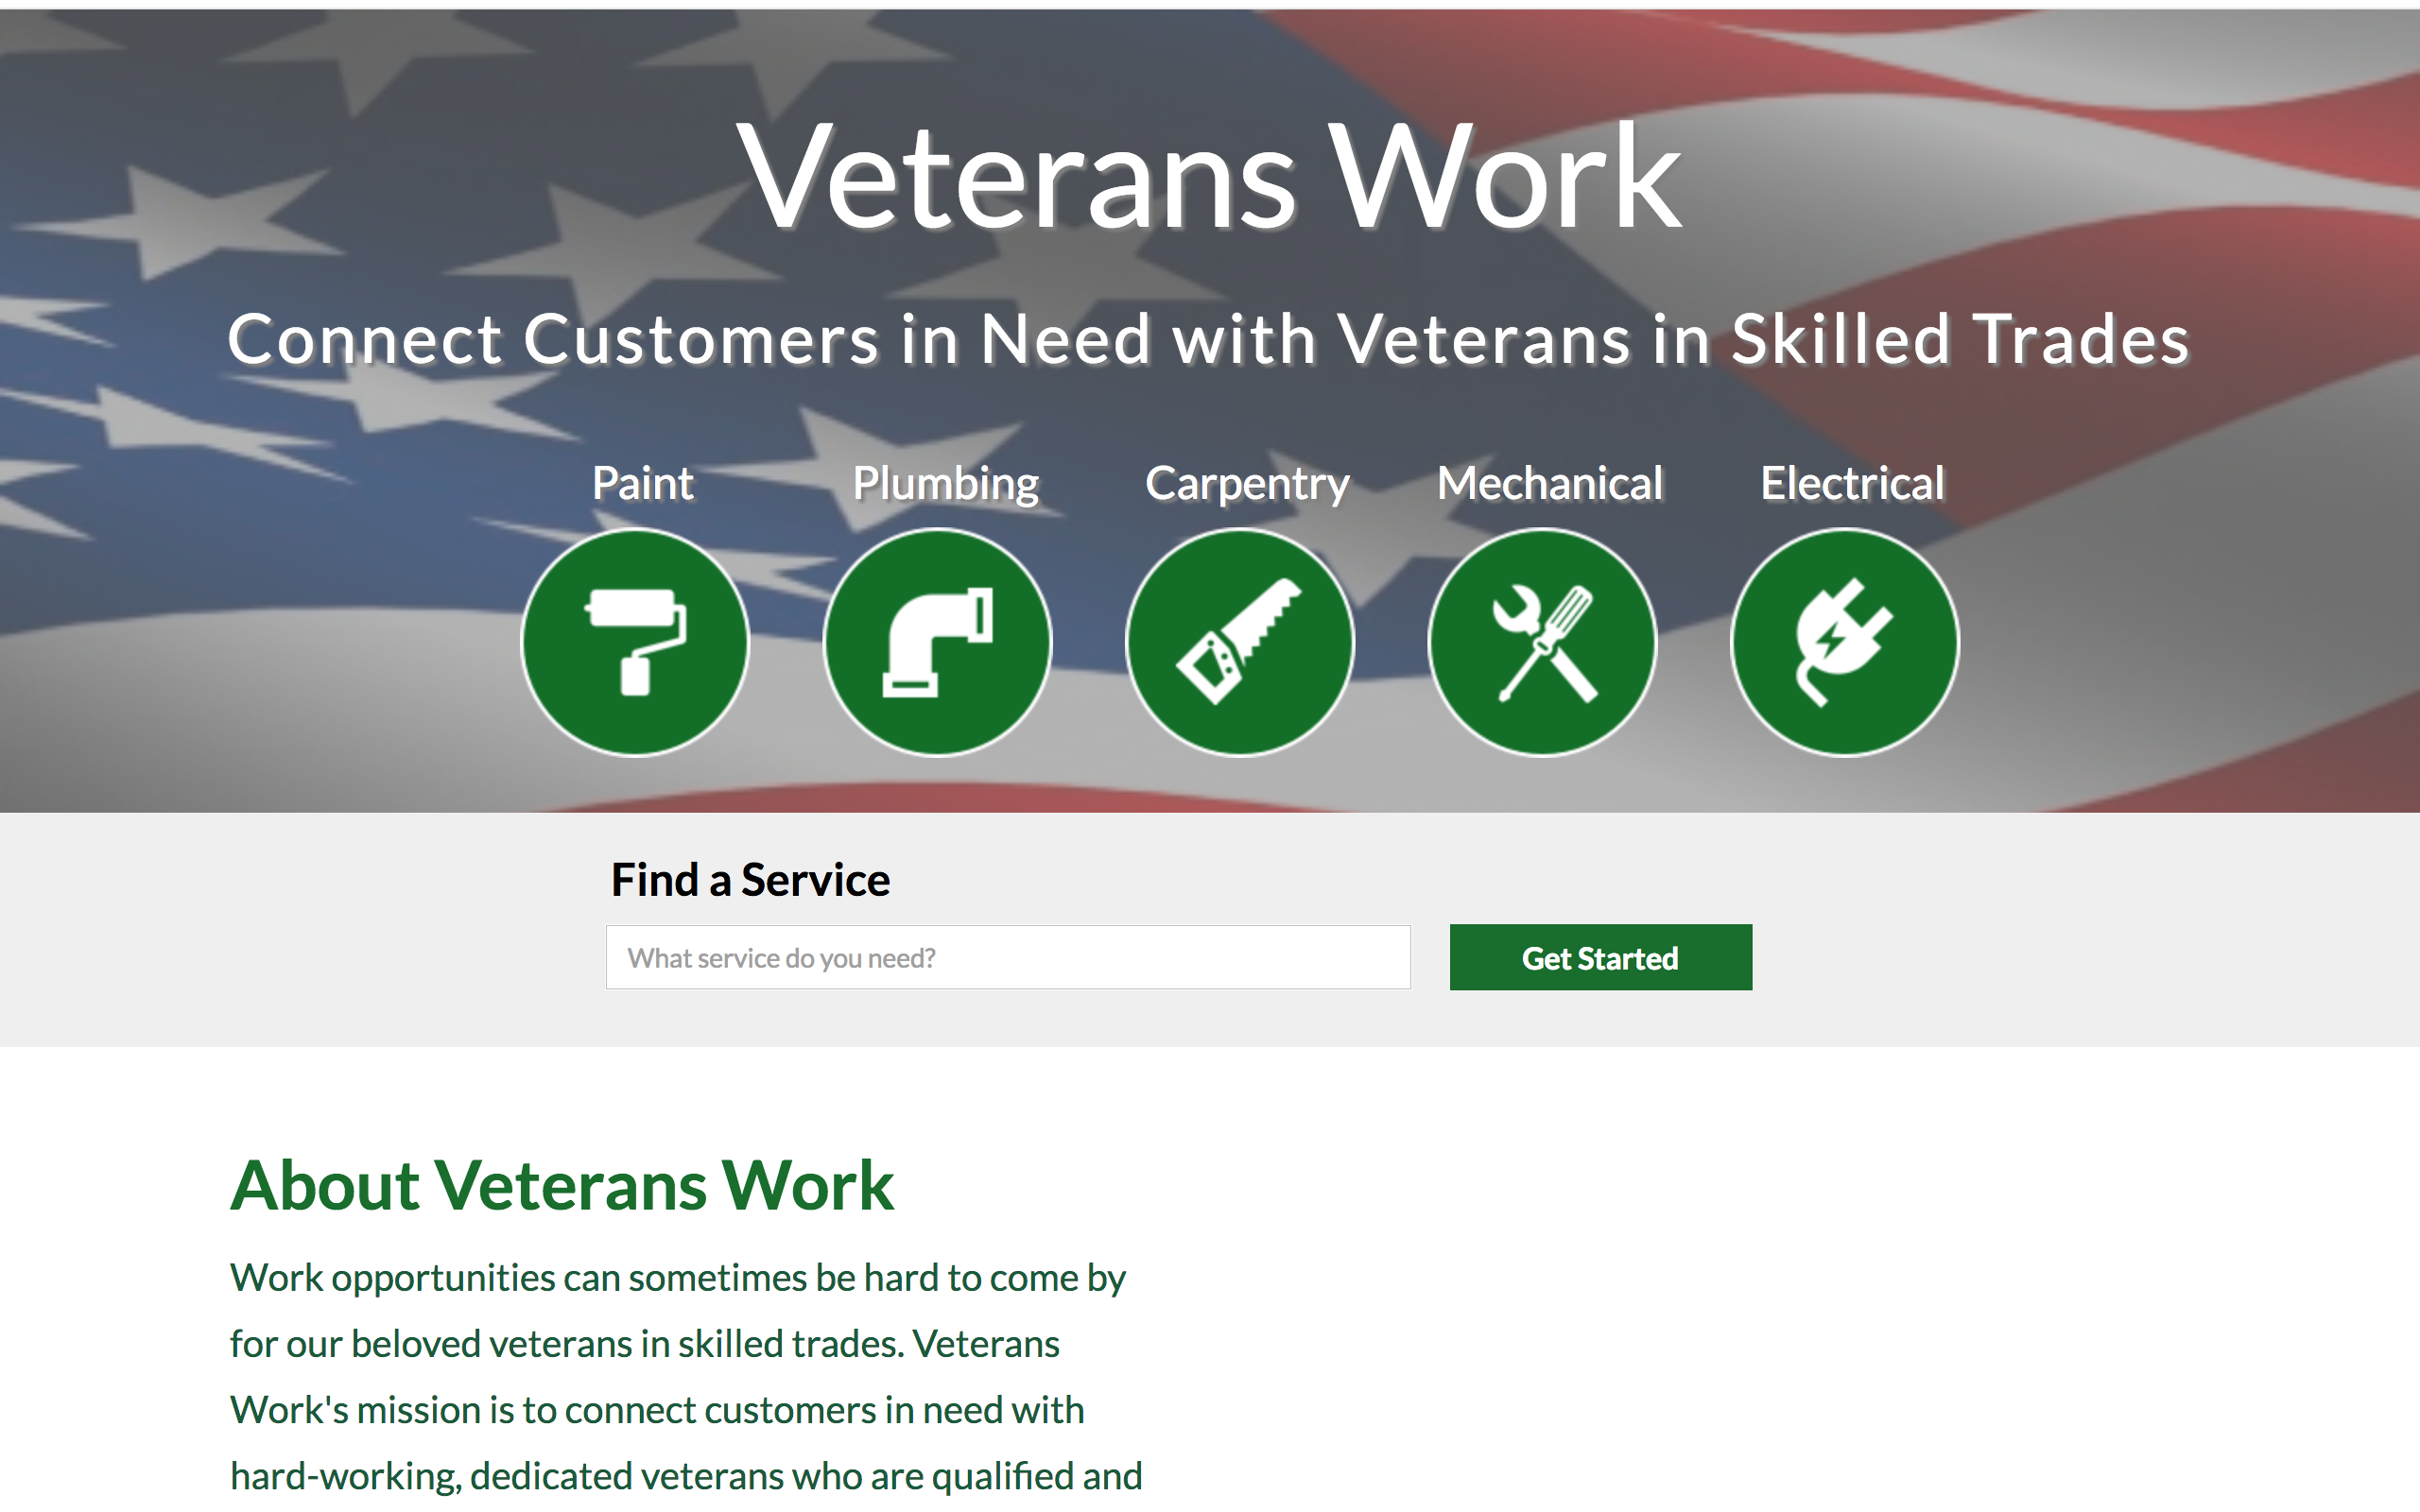 Veterans Work
Connect Customers in Need with Veterans in Skilled Trades
Paint Plumbing Carpentry Mechanical Electrical
Find a Service
What service do you need? Get Started
About Veterans Work
Work opportunities can sometimes be hard to come by
for our beloved veterans in skilled trades. Veterans
Work's mission is to connect customers in need with
hard-working, dedicated veterans who are qualified and